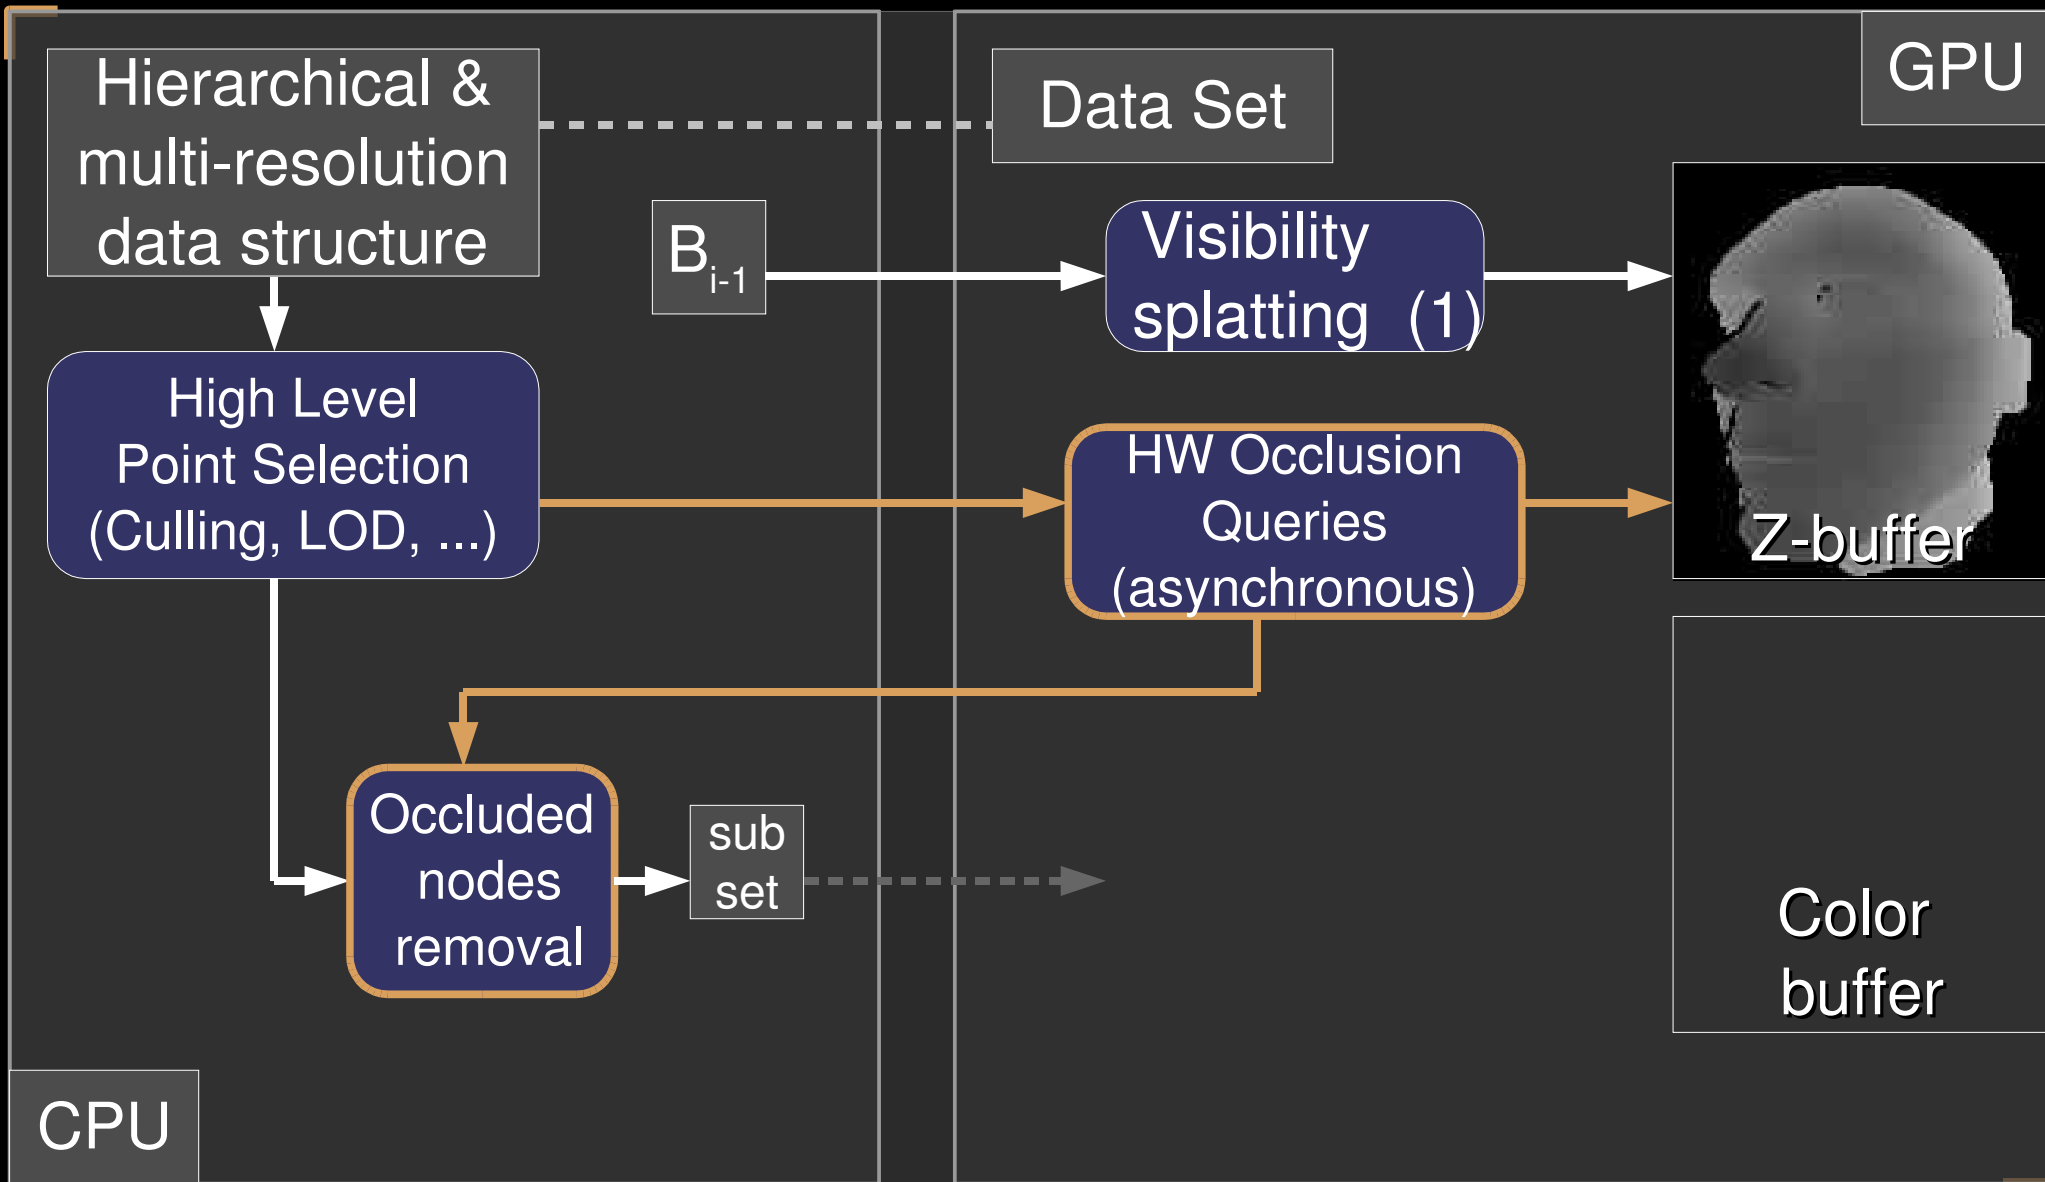 Hierarchical &
multi-resolution
data structure
Data Set
GPU
B i-1
Visibility
splatting (1)
High Level
Point Selection
(Culling, LOD, ...)
HW Occlusion
Queries
(asynchronous)
Z-buffer
Occluded
nodes
removal
sub
set
Color
buffer
CPU